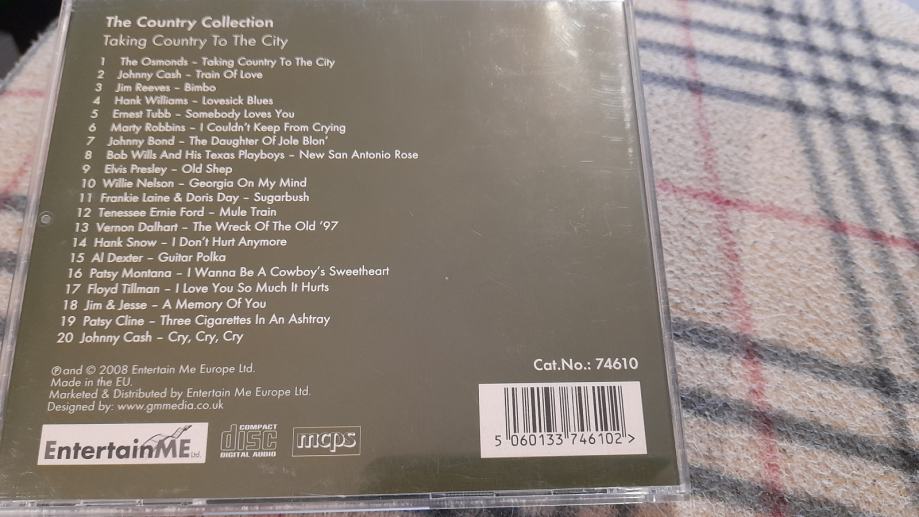 The Country Collection
Taking Country To The City
1 The Osmonds – Taking Country To The City
2 Johnny Cash – Train Of Love
3 Jim Reeves – Bimbo
4 Hank Williams – Lovesick Blues
5 Ernest Tubb – Somebody Loves You
6 Marty Robbins – I Couldn't Keep From Crying
7 Johnny Bond – The Daughter Of Jole Blon'
8 Bob Wills And His Texas Playboys – New San Antonio Rose
9 Elvis Presley – Old Shep
10 Willie Nelson – Georgia On My Mind
11 Frankie Laine & Doris Day – Sugarbush
12 Tenessee Ernie Ford – Mule Train
13 Vernon Dalhart – The Wreck Of The Old '97
14 Hank Snow – I Don't Hurt Anymore
15 Al Dexter – Guitar Polka
16 Patsy Montana – I Wanna Be A Cowboy's Sweetheart
17 Floyd Tillman – I Love You So Much It Hurts
18 Jim & Jesse – A Memory Of You
19 Patsy Cline – Three Cigarettes In An Ashtray
20 Johnny Cash – Cry, Cry, Cry
℗and © 2008 Entertain Me Europe Ltd.
Made in the EU.
Marketed & Distributed by Entertain Me Europe Ltd.
Designed by: www.gmmedia.co.uk
Cat.No.: 74610
EntertainME Ltd.
COMPACT
disc
DIGITAL AUDIO
mcps
5 060133 746102 >